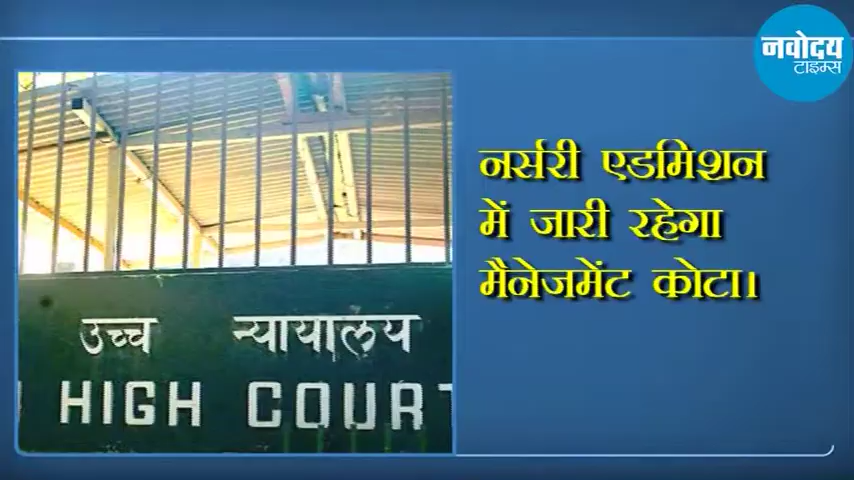 नवोदय
टाइम्स
नर्सरी एडमिशन
में जारी रहेगा
मैनेजमेंट कोटा।
उच्च न्यायालय
HIGH COURT